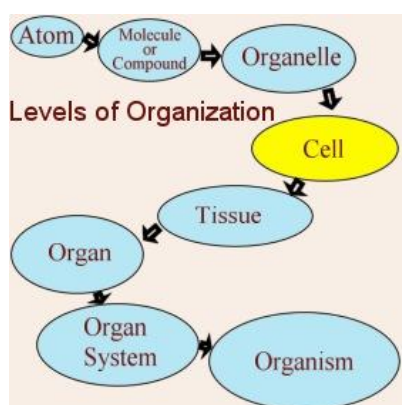 Atom
Molecule
or
Compound
Organelle
Levels of Organization
Cell
Tissue
Organ
Organ
System
Organism